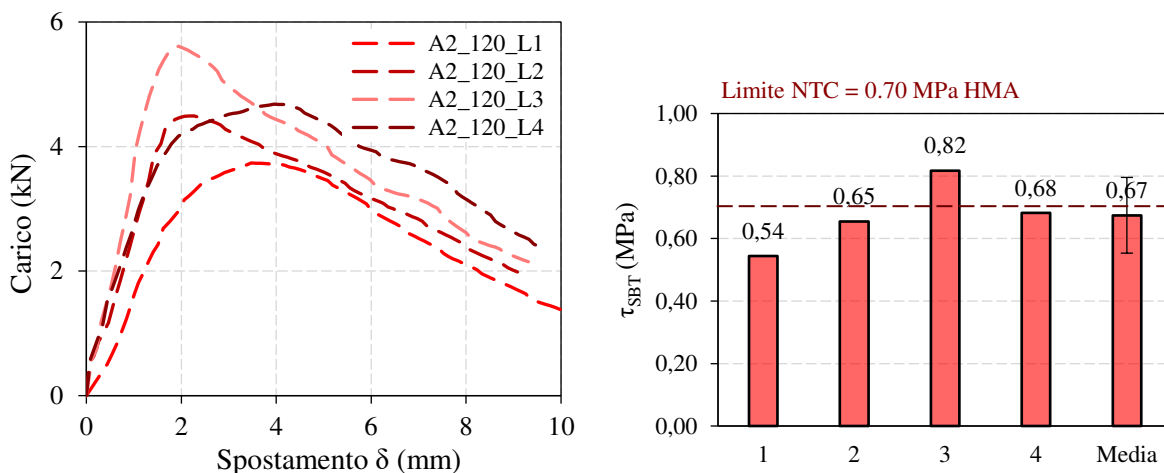 6
4
2
0
Carico (kN)
0
2
4
6
8
10
Spostamento δ (mm)
A2_120_L1
A2_120_L2
A2_120_L3
A2_120_L4
Limite NTC = 0.70 MPa HMA
1,00
0,80
0,60
0,40
0,20
0,00
τSBT (MPa)
0,54
0,65
0,82
0,68
0,67
1
2
3
4
Media